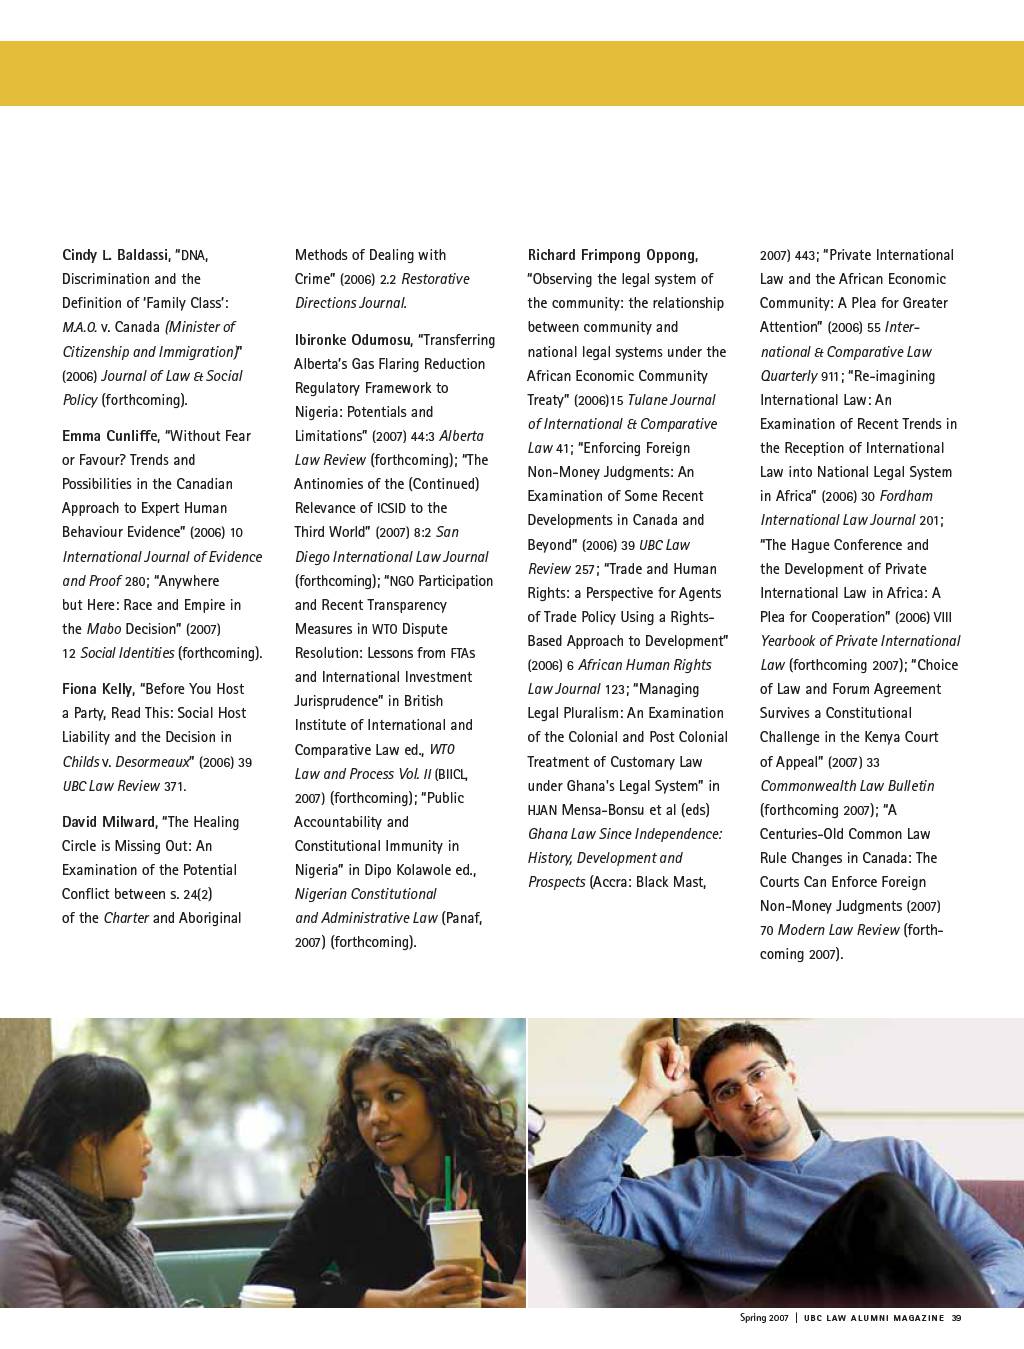 Cindy L. Baldassi, “DNA,
Discrimination and the
Definition of ‘Family Class’:
M.A.O. v. Canada (Minister of
Citizenship and Immigration)”
(2006) Journal of Law & Social
Policy (forthcoming).
Emma Cunliffe, “Without Fear
or Favour? Trends and
Possibilities in the Canadian
Approach to Expert Human
Behaviour Evidence” (2006) 10
International Journal of Evidence
and Proof 280; “Anywhere
but Here: Race and Empire in
the Mabo Decision” (2007)
12 Social Identities (forthcoming).
Fiona Kelly, “Before You Host
a Party, Read This: Social Host
Liability and the Decision in
Childs v. Desormeaux” (2006) 39
UBC Law Review 371.
David Milward, “The Healing
Circle is Missing Out: An
Examination of the Potential
Conflict between s. 24(2)
of the Charter and Aboriginal
Methods of Dealing with
Crime” (2006) 2.2 Restorative
Directions Journal.
Ibironke Odumosu, “Transferring
Alberta’s Gas Flaring Reduction
Regulatory Framework to
Nigeria: Potentials and
Limitations” (2007) 44:3 Alberta
Law Review (forthcoming); “The
Antinomies of the (Continued)
Relevance of ICSID to the
Third World” (2007) 8:2 San
Diego International Law Journal
(forthcoming); “NGO Participation
and Recent Transparency
Measures in WTO Dispute
Resolution: Lessons from FTAs
and International Investment
Jurisprudence” in British
Institute of International and
Comparative Law ed., WTO
Law and Process Vol. II (BIICL,
2007) (forthcoming); “Public
Accountability and
Constitutional Immunity in
Nigeria” in Dipo Kolawole ed.,
Nigerian Constitutional
and Administrative Law (Panaf,
2007) (forthcoming).
Richard Frimpong Oppong,
“Observing the legal system of
the community: the relationship
between community and
national legal systems under the
African Economic Community
Treaty” (2006)15 Tulane Journal
of International & Comparative
Law 41; “Enforcing Foreign
Non-Money Judgments: An
Examination of Some Recent
Developments in Canada and
Beyond” (2006) 39 UBC Law
Review 257; “Trade and Human
Rights: a Perspective for Agents
of Trade Policy Using a Rights-
Based Approach to Development”
(2006) 6 African Human Rights
Law Journal 123; “Managing
Legal Pluralism: An Examination
of the Colonial and Post Colonial
Treatment of Customary Law
under Ghana’s Legal System” in
HJAN Mensa-Bonsu et al (eds)
Ghana Law Since Independence:
History, Development and
Prospects (Accra: Black Mast,
2007) 443; “Private International
Law and the African Economic
Community: A Plea for Greater
Attention” (2006) 55 Inter-
national & Comparative Law
Quarterly 911; “Re-imagining
International Law: An
Examination of Recent Trends in
the Reception of International
Law into National Legal System
in Africa” (2006) 30 Fordham
International Law Journal 201;
“The Hague Conference and
the Development of Private
International Law in Africa: A
Plea for Cooperation” (2006) VIII
Yearbook of Private International
Law (forthcoming 2007); “Choice
of Law and Forum Agreement
Survives a Constitutional
Challenge in the Kenya Court
of Appeal” (2007) 33
Commonwealth Law Bulletin
(forthcoming 2007); “A
Centuries-Old Common Law
Rule Changes in Canada: The
Courts Can Enforce Foreign
Non-Money Judgments (2007)
70 Modern Law Review (forth-
coming 2007).
Spring 2007 | UBC LAW ALUMNI MAGAZINE 39